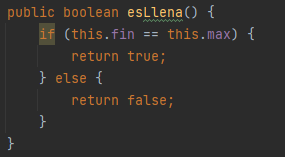 public boolean esLlena() {
    if (this.fin == this.max) {
        return true;
    } else {
        return false;
    }
}